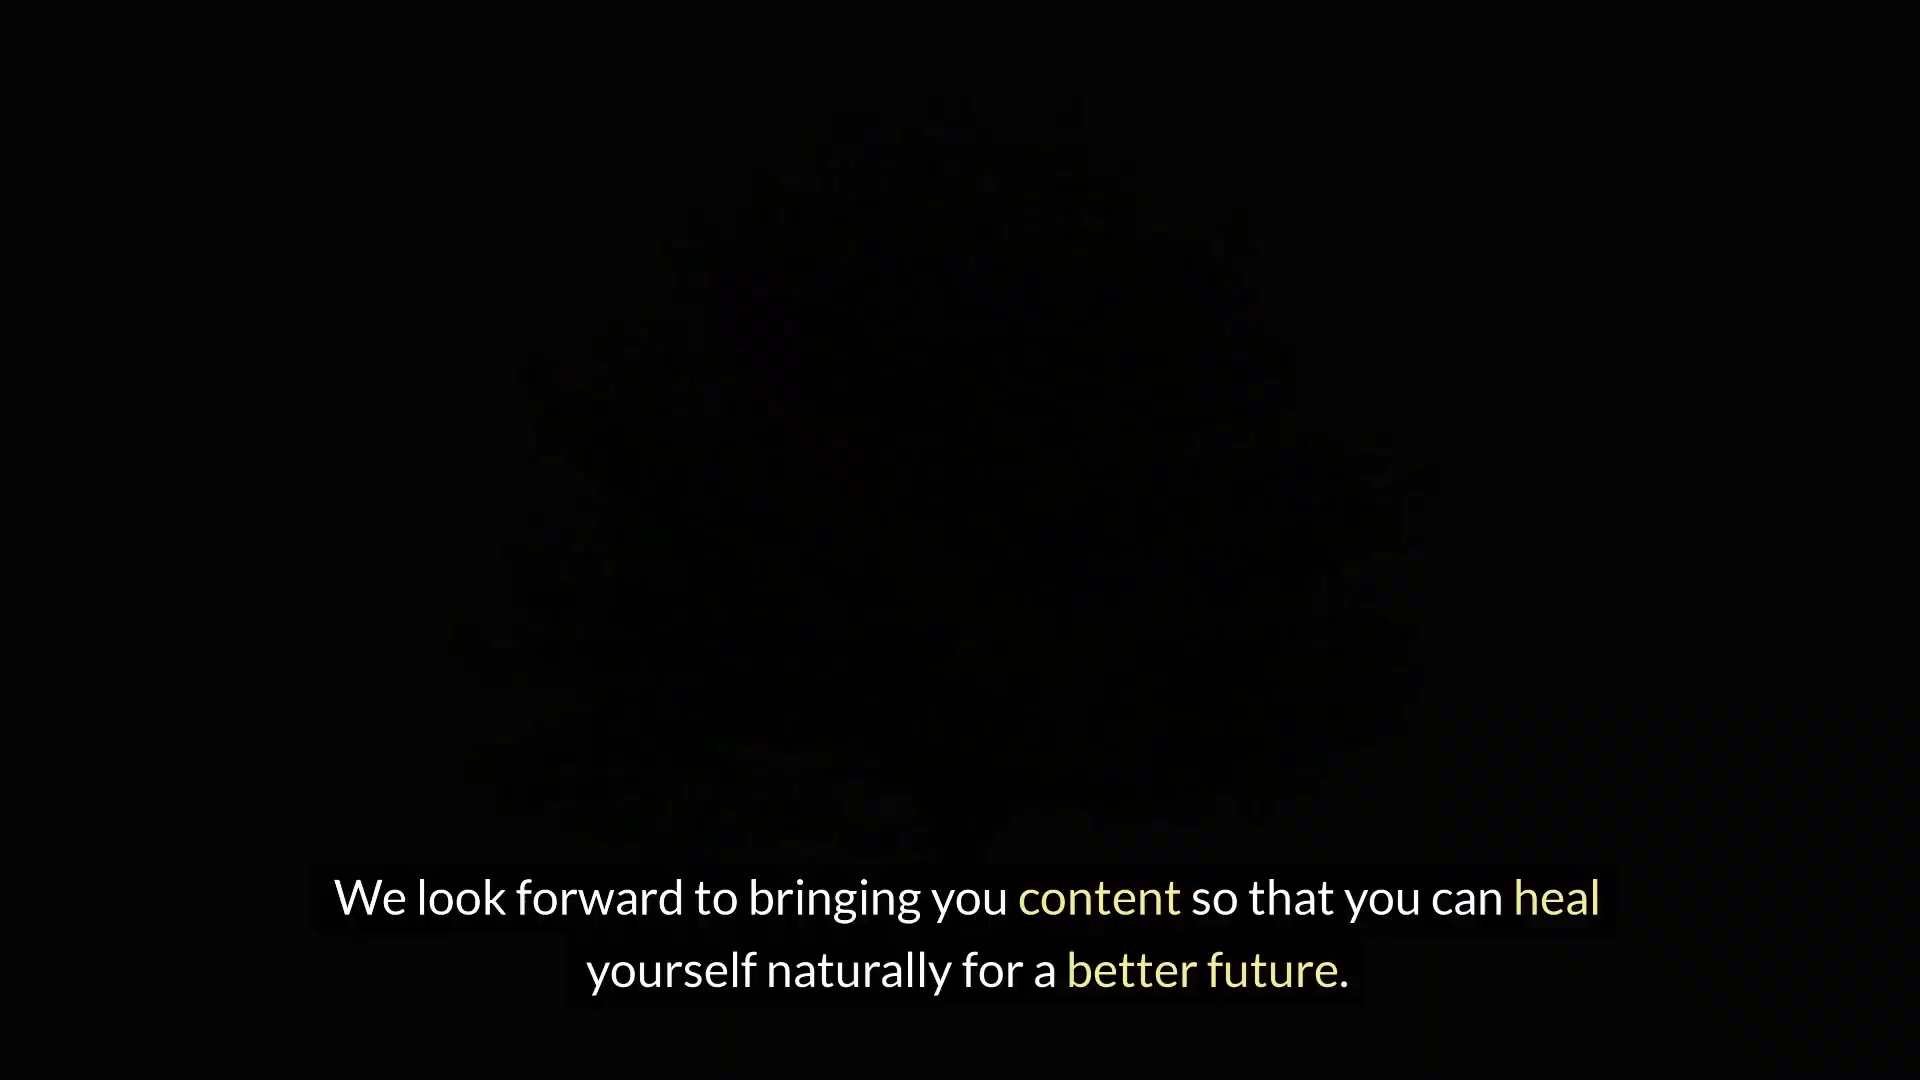 We look forward to bringing you content so that you can heal
yourself naturally for a better future.